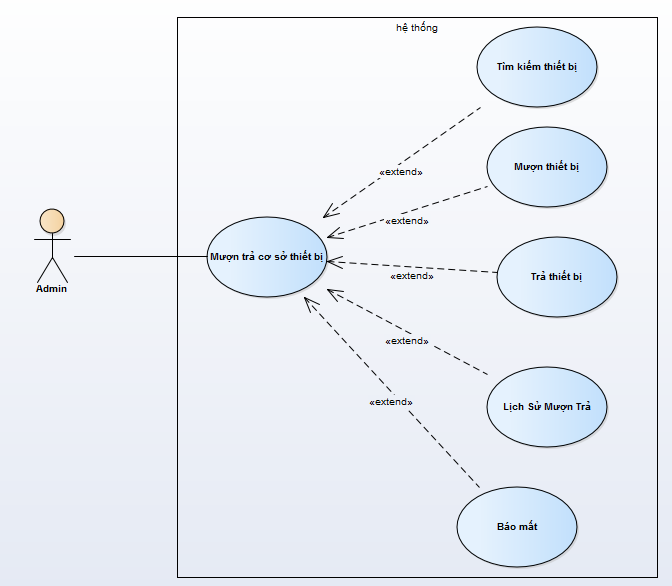 hệ thống
Tìm kiếm thiết bị
«extend»
Mượn thiết bị
«extend»
Admin
Mượn trả cơ sở thiết bị
«extend»
Trả thiết bị
«extend»
Lịch Sử Mượn Trả
«extend»
Báo mất